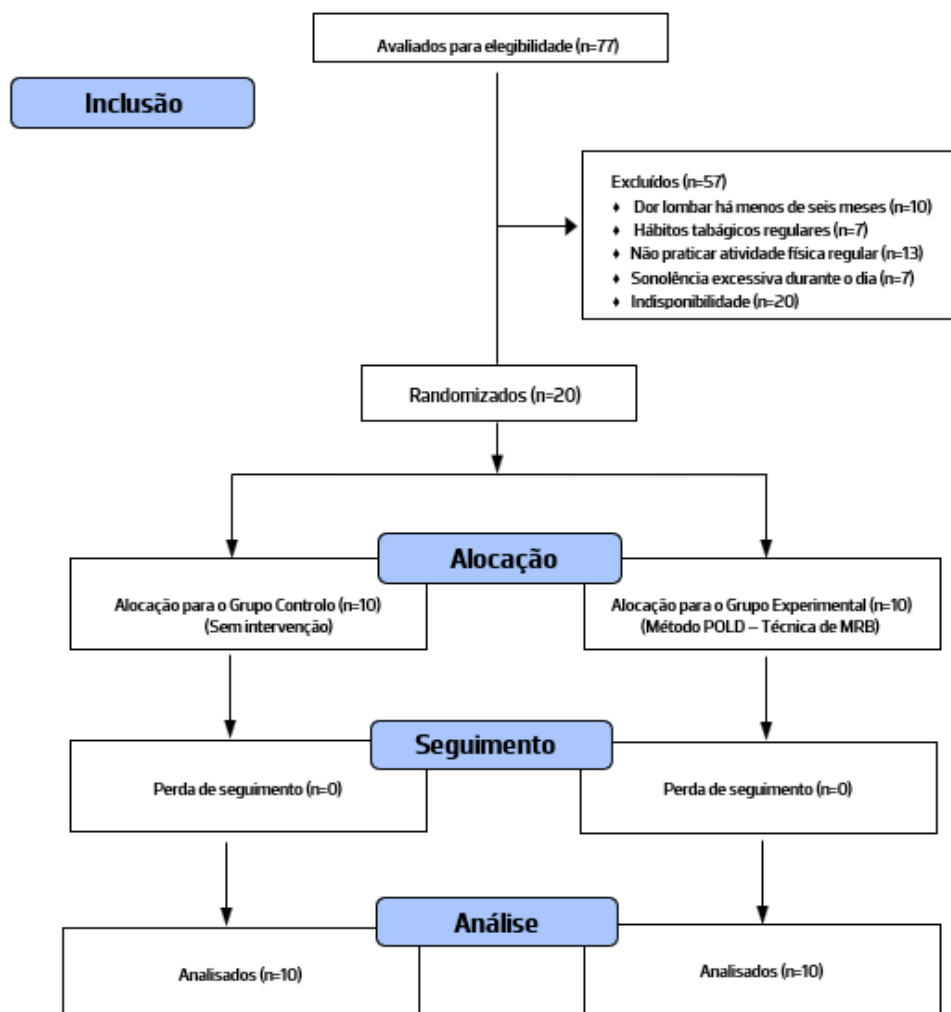 Avaliados para elegibilidade (n=77)
Inclusão
Excluídos (n=57)
♦ Dor lombar há menos de seis meses (n=10)
♦ Hábitos tabágicos regulares (n=7)
♦ Não praticar atividade física regular (n=13)
♦ Sonolência excessiva durante o dia (n=7)
♦ Indisponibilidade (n=20)
Randomizados (n=20)
Alocação
Alocação para o Grupo Controlo (n=10)
(Sem intervenção)
Alocação para o Grupo Experimental (n=10)
(Método POLD – Técnica de MRB)
Seguimento
Perda de seguimento (n=0)
Perda de seguimento (n=0)
Análise
Analisados (n=10)
Analisados (n=10)